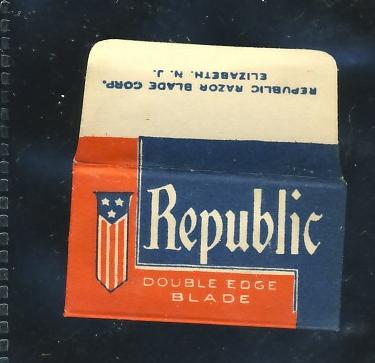 REPUBLIC RAZOR BLADE CORP.
ELIZABETH. N. J.
Republic
DOUBLE EDGE
BLADE